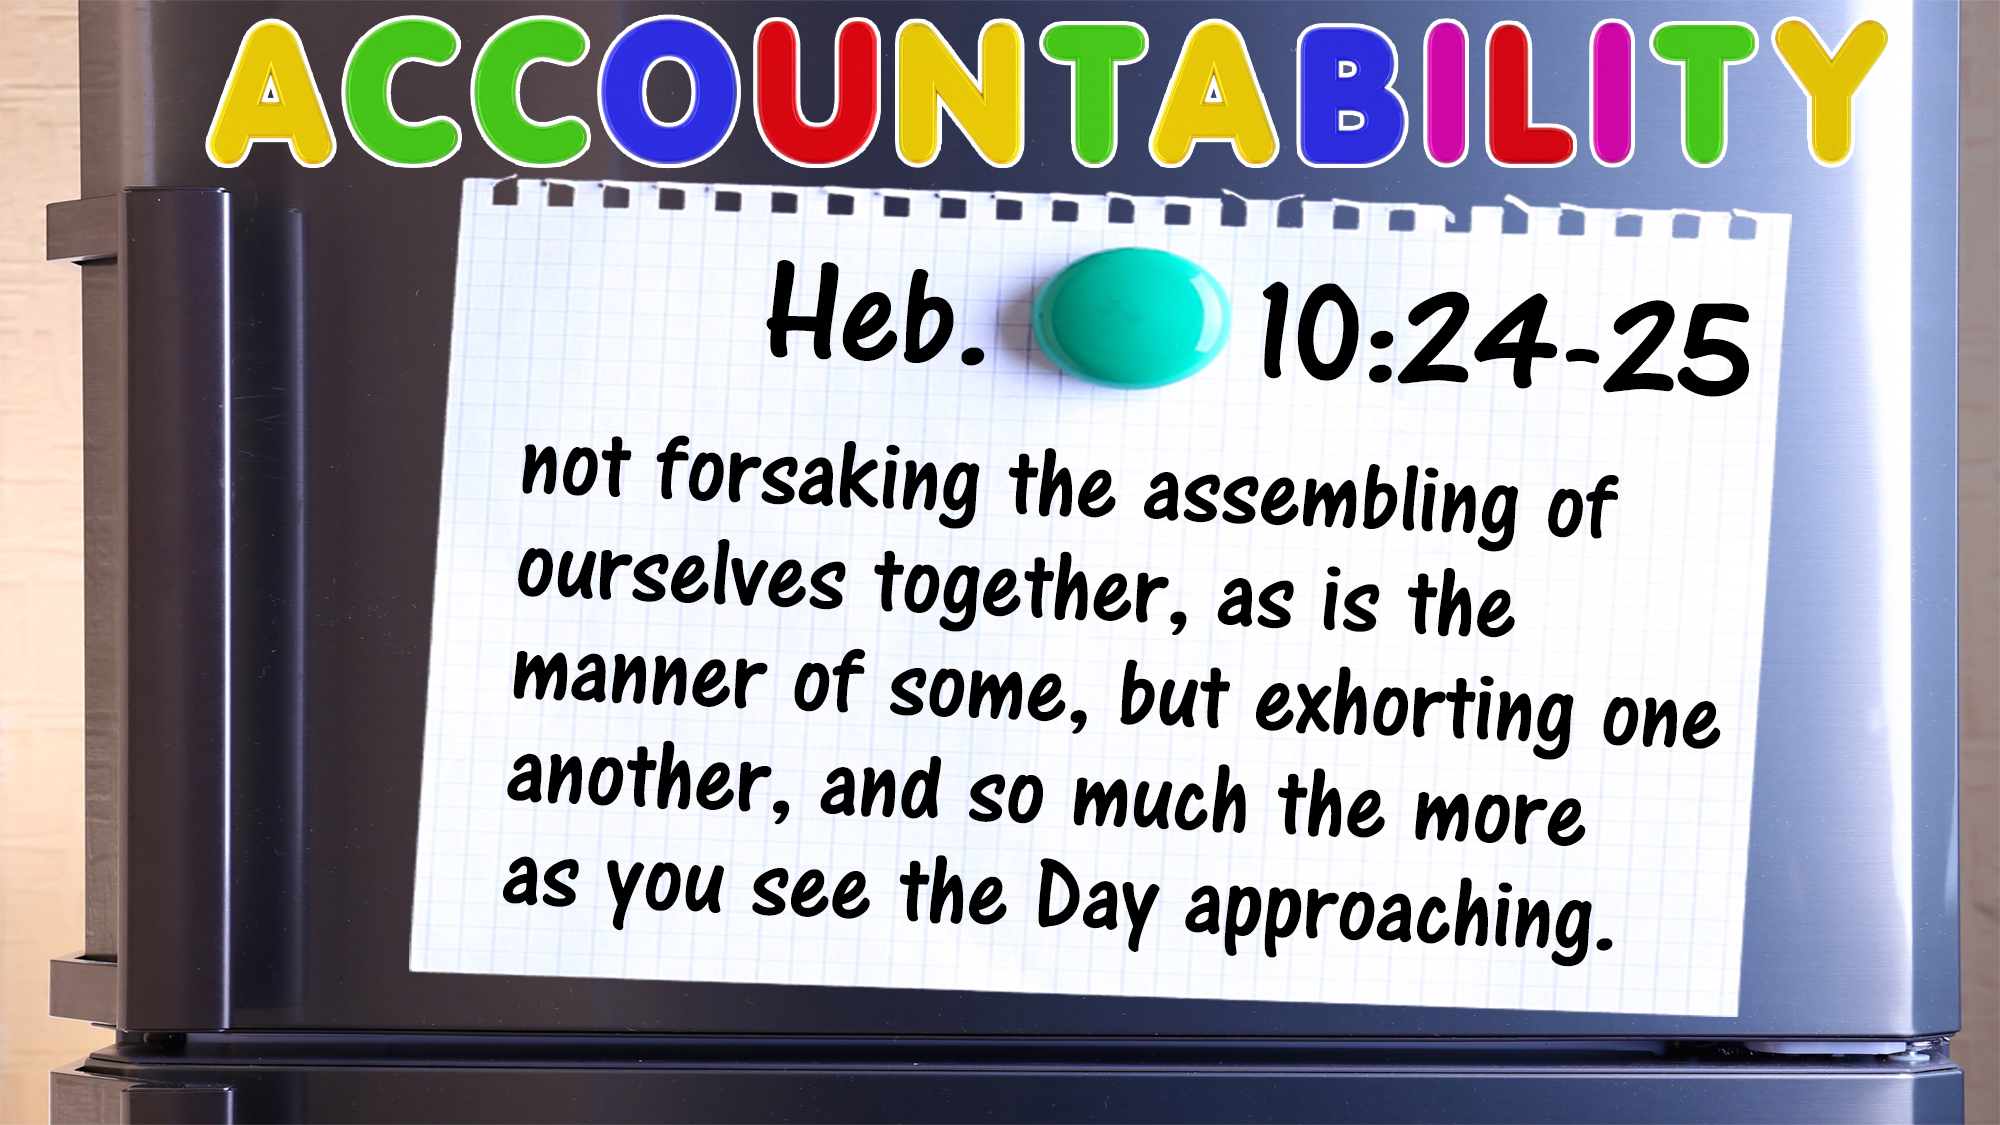 ACCOUNTABILITY
Heb. 10:24-25
not forsaking the assembling of
ourselves together, as is the
manner of some, but exhorting one
another, and so much the more
as you see the Day approaching.